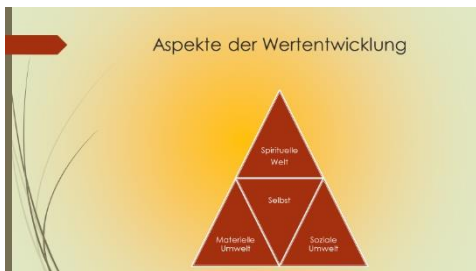 Aspekte der Wertentwicklung
Spirituelle
Welt
Selbst
Materielle
Umwelt
Soziale
Umwelt